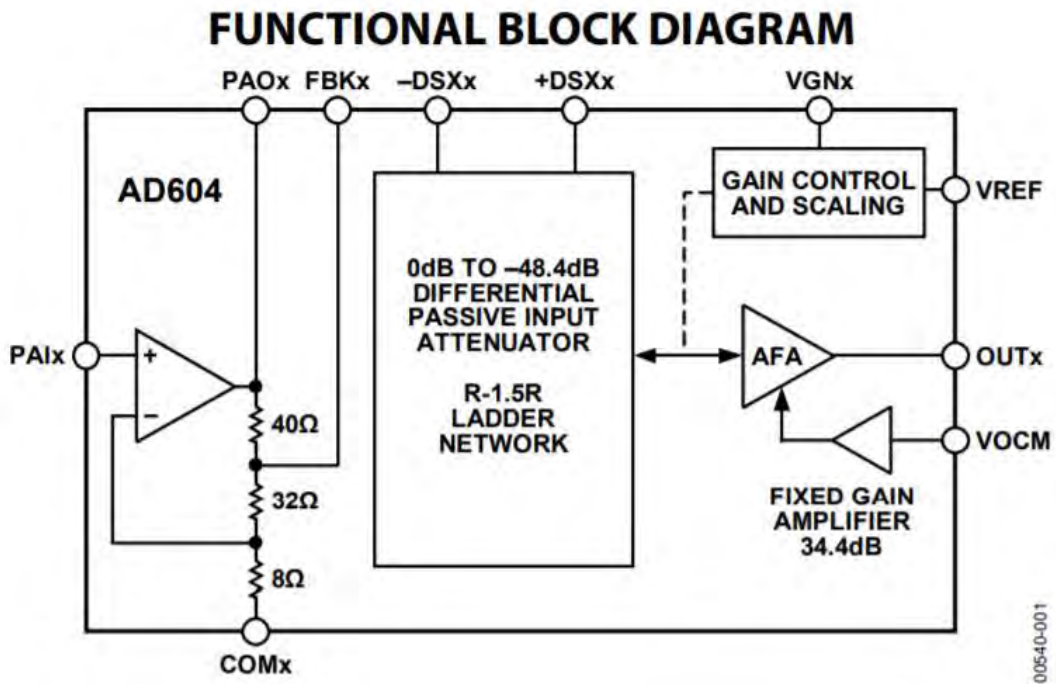 FUNCTIONAL BLOCK DIAGRAM
PAOx FBKx –DSXx +DSXx VGNx
AD604
GAIN CONTROL
AND SCALING
VREF
0dB TO –48.4dB
DIFFERENTIAL
PASSIVE INPUT
ATTENUATOR
R-1.5R
LADDER
NETWORK
PAIx
+
–
AFA
OUTx
40Ω
VOCM
32Ω
FIXED GAIN
AMPLIFIER
34.4dB
8Ω
COMx
00540-001